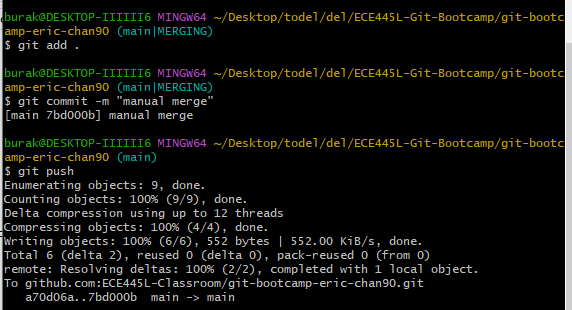 burak@DESKTOP-IIIIII6 MINGW64 ~/Desktop/todel/del/ECE445L-Git-Bootcamp/git-bootc
amp-eric-chan90 (main|MERGING)
$ git add .
burak@DESKTOP-IIIIII6 MINGW64 ~/Desktop/todel/del/ECE445L-Git-Bootcamp/git-bootc
amp-eric-chan90 (main|MERGING)
$ git commit -m "manual merge"
[main 7bd000b] manual merge
burak@DESKTOP-IIIIII6 MINGW64 ~/Desktop/todel/del/ECE445L-Git-Bootcamp/git-bootc
amp-eric-chan90 (main)
$ git push
Enumerating objects: 9, done.
Counting objects: 100% (9/9), done.
Delta compression using up to 12 threads
Compressing objects: 100% (4/4), done.
Writing objects: 100% (6/6), 552 bytes | 552.00 KiB/s, done.
Total 6 (delta 2), reused 0 (delta 0), pack-reused 0 (from 0)
remote: Resolving deltas: 100% (2/2), completed with 1 local object.
To github.com:ECE445L-Classroom/git-bootcamp-eric-chan90.git
   a70d06a..7bd000b  main -> main